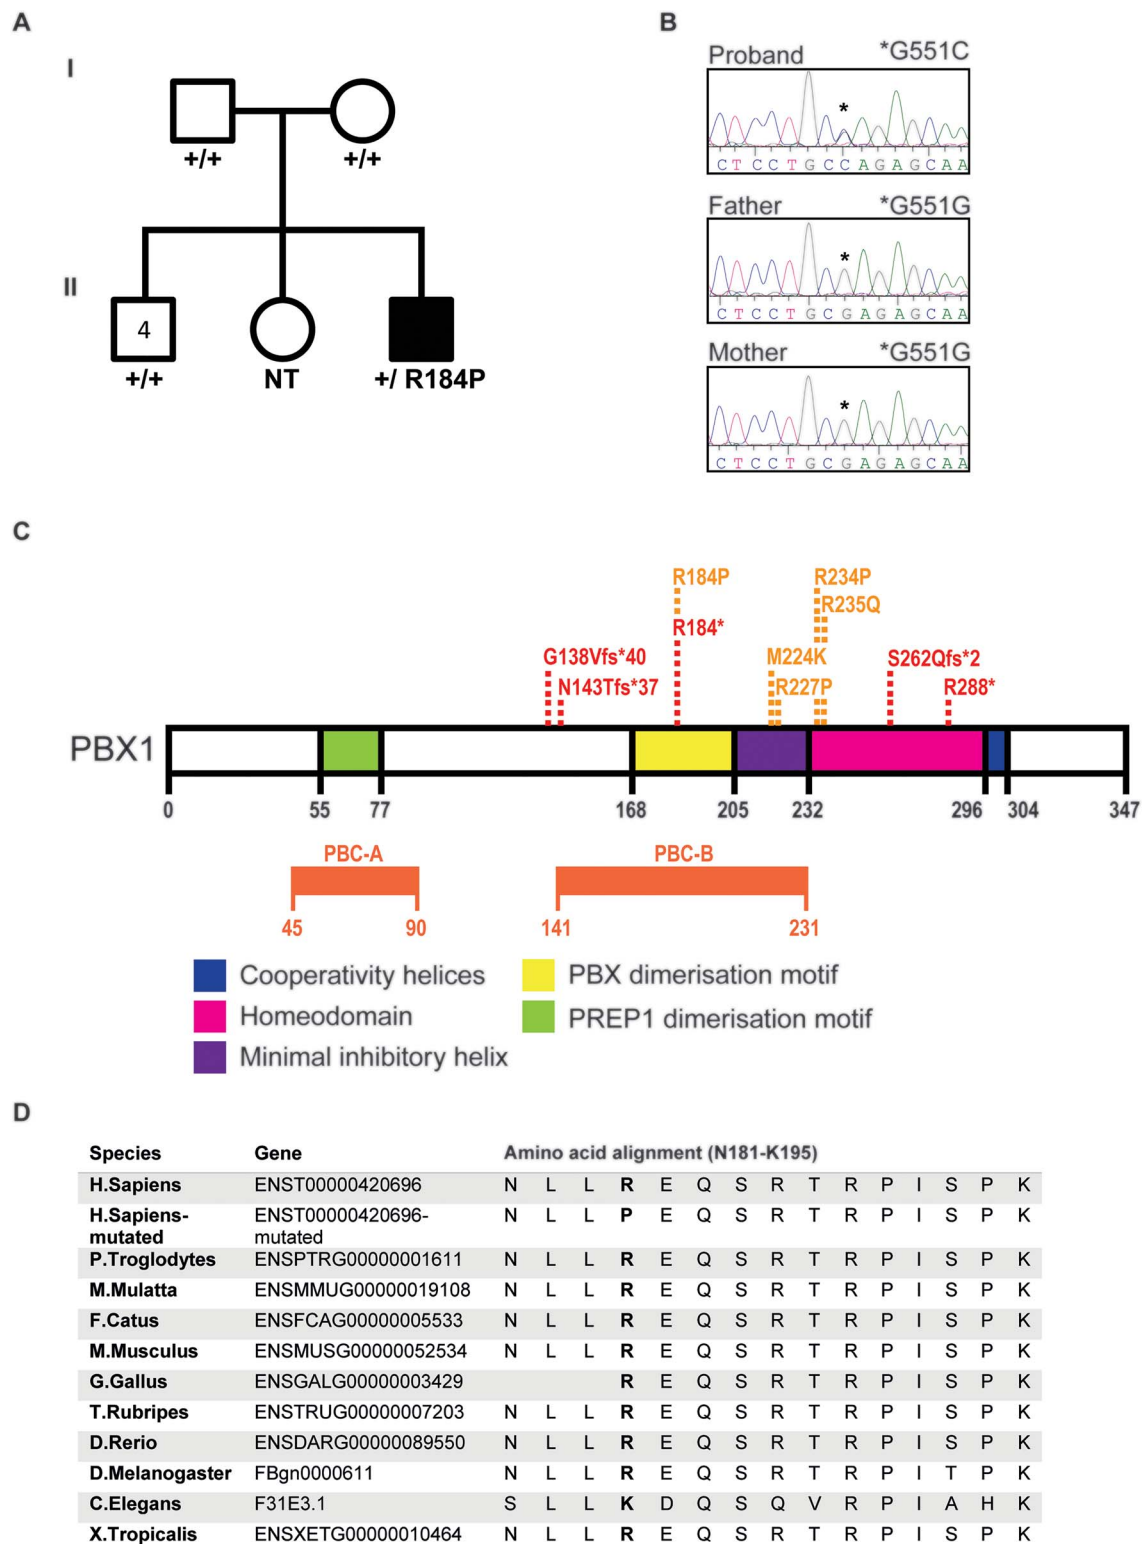 A
I
+/+ +/+
II
4
+/+ NT +/ R184P
B
Proband *G551C
*
C T C C T G C C A G A G C A A
Father *G551G
*
C T C C T G C G A G A G C A A
Mother *G551G
*
C T C C T G C G A G A G C A A
C
R184P R234P
R235Q
R184*
G138Vfs*40 M224K S262Qfs*2
N143Tfs*37 R227P R288*
PBX1
0 55 77 168 205 232 296 304 347
PBC-A PBC-B
45 90 141 231
Cooperativity helices PBX dimerisation motif
Homeodomain PREP1 dimerisation motif
Minimal inhibitory helix
D
Species Gene Amino acid alignment (N181-K195)
H.Sapiens ENST00000420696 N L L R E Q S R T R P I S P K
H.Sapiens- ENST00000420696- N L L P E Q S R T R P I S P K
mutated mutated
P.Troglodytes ENSPTRG00000001611 N L L R E Q S R T R P I S P K
M.Mulatta ENSMMUG00000019108 N L L R E Q S R T R P I S P K
F.Catus ENSFCAG00000005533 N L L R E Q S R T R P I S P K
M.Musculus ENSMUSG00000052534 N L L R E Q S R T R P I S P K
G.Gallus ENSGALG00000003429 R E Q S R T R P I S P K
T.Rubripes ENSTRUG00000007203 N L L R E Q S R T R P I S P K
D.Rerio ENSDARG00000089550 N L L R E Q S R T R P I S P K
D.Melanogaster FBgn0000611 N L L R E Q S R T R P I T P K
C.Elegans F31E3.1 S L L K D Q S Q V R P I A H K
X.Tropicalis ENSXETG00000010464 N L L R E Q S R T R P I S P K